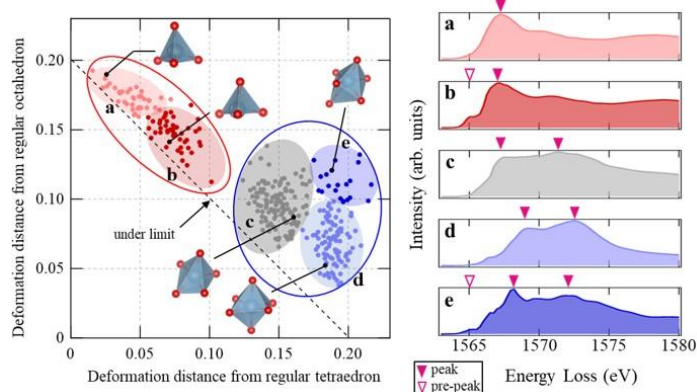 Deformation distance from regular octahedron
0.20
0.15
0.10
0.05
0
0
0.05
0.10
0.15
0.20
Deformation distance from regular tetraedron
a
b
c
d
e
under limit
Intensity (arb. units)
a
b
c
d
e
1565
1570
1575
1580
Energy Loss (eV)
peak
pre-peak